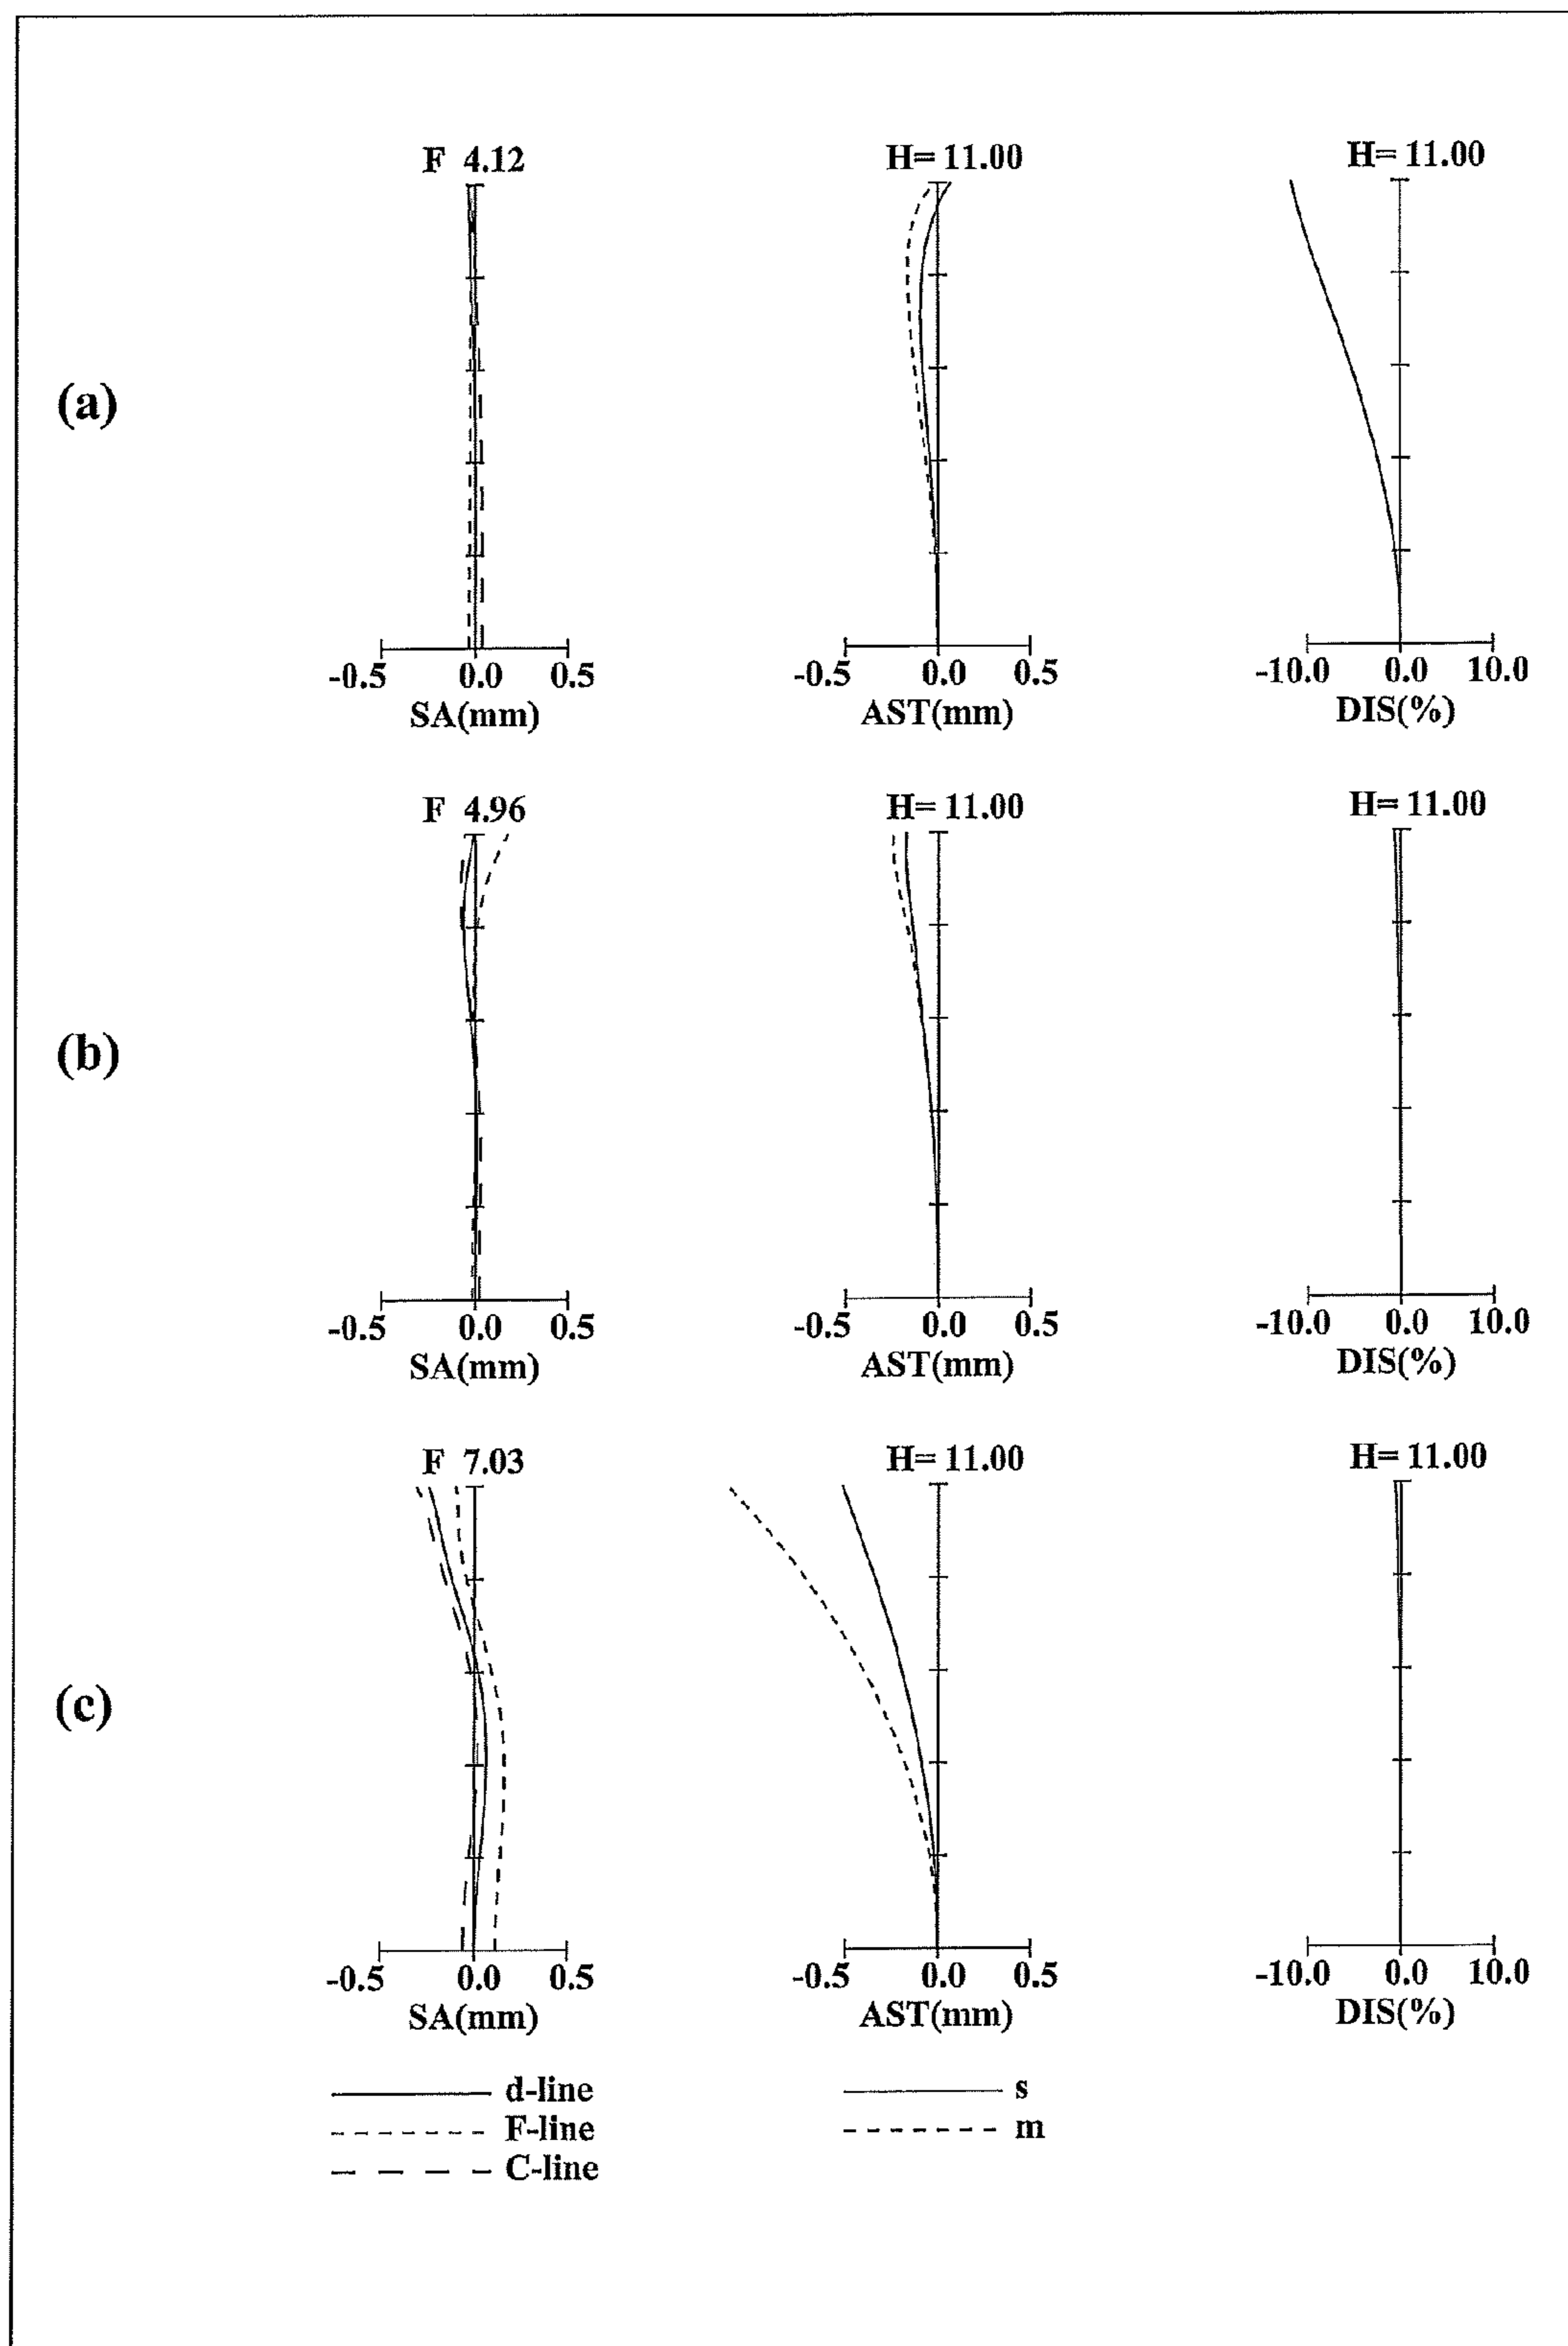 F 4.12
H= 11.00
H= 11.00
(a)
-0.5 0.0 0.5
SA(mm)
-0.5 0.0 0.5
AST(mm)
-10.0 0.0 10.0
DIS(%)
F 4.96
H= 11.00
H= 11.00
(b)
-0.5 0.0 0.5
SA(mm)
-0.5 0.0 0.5
AST(mm)
-10.0 0.0 10.0
DIS(%)
F 7.03
H= 11.00
H= 11.00
(c)
-0.5 0.0 0.5
SA(mm)
-0.5 0.0 0.5
AST(mm)
-10.0 0.0 10.0
DIS(%)
d-line
F-line
C-line
s
m